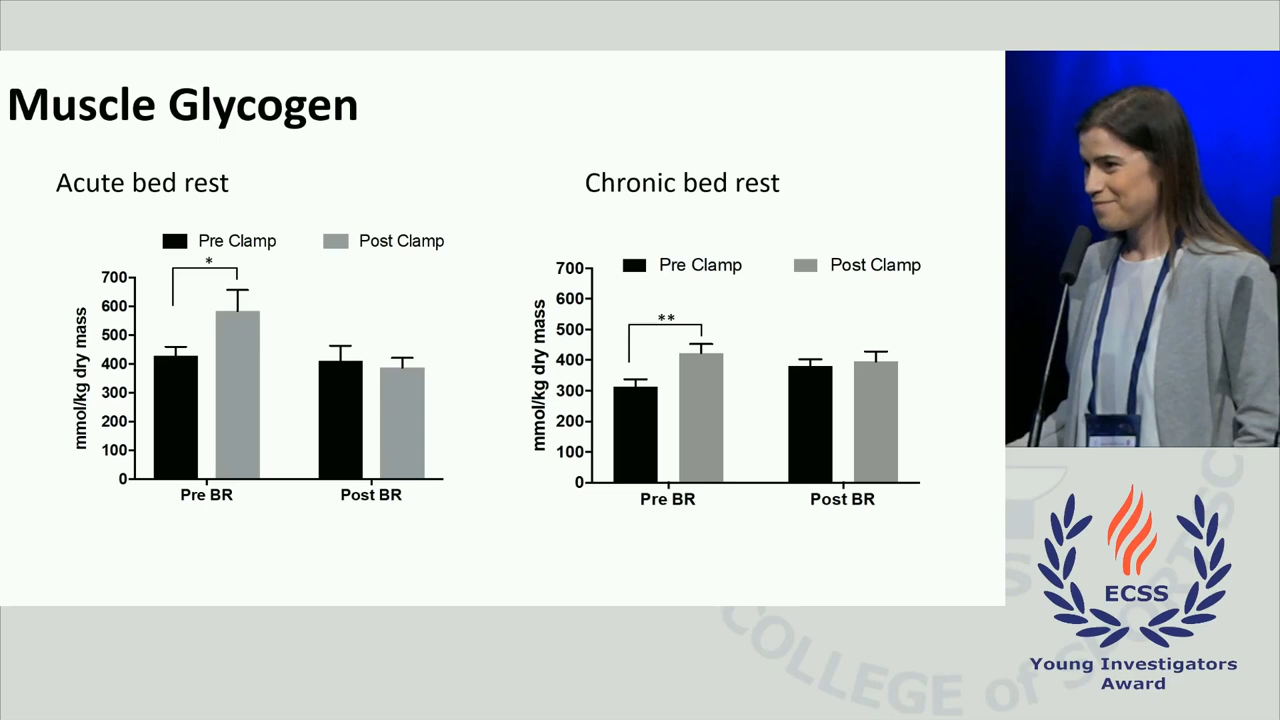 Muscle Glycogen
Acute bed rest
Pre Clamp
Post Clamp
*
700
600
500
400
300
200
100
0
mmol/kg dry mass
Pre BR
Post BR
Chronic bed rest
Pre Clamp
Post Clamp
**
700
600
500
400
300
200
100
0
mmol/kg dry mass
Pre BR
Post BR
ECSS
Young Investigators
Award
COLLEGE of SPORT SC